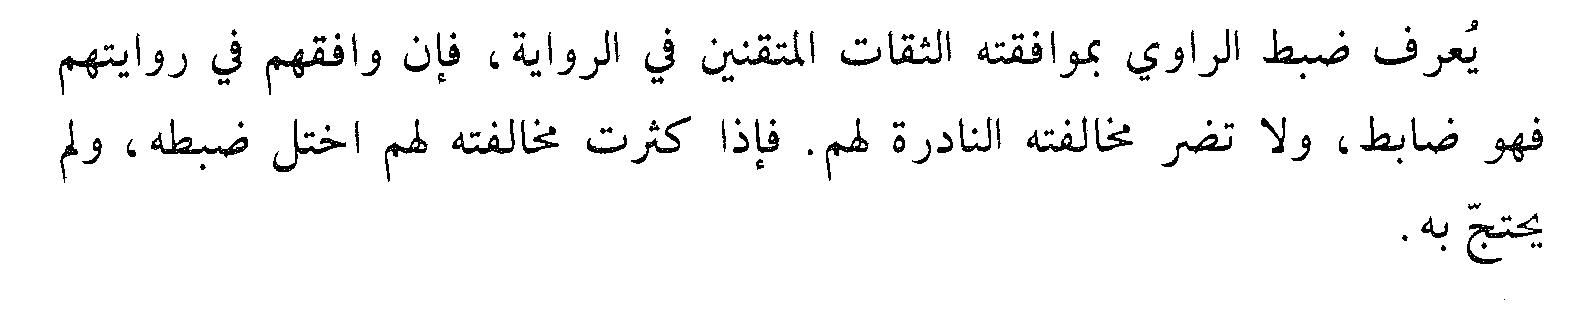 يُعرف ضبط الراوي بموافقته الثقات المتقنين في الرواية، فإن وافقهم في روايتهم
فهو ضابط، ولا تضر مخالفته النادرة لهم. فإذا كثرت مخالفته لهم اختل ضبطه، ولم
يحتجّ به.